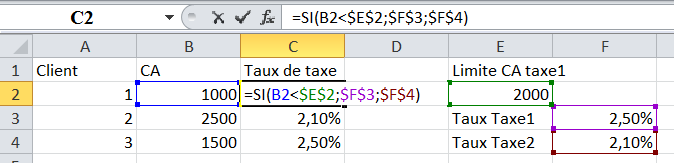 C2 =SI(B2<$E$2;$F$3;$F$4)
A B C D E F
1 Client CA Taux de taxe Limite CA taxe1
2 1 1000 =SI(B2<$E$2;$F$3;$F$4) 2000
3 2 2500 2,10% Taux Taxe1 2,50%
4 3 1500 2,50% Taux Taxe2 2,10%